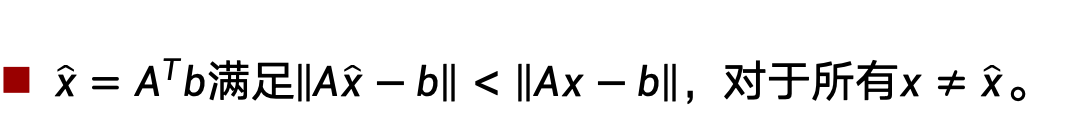 ■ x̂ = Aᵀb满足‖Ax̂ − b‖ < ‖Ax − b‖，对于所有x ≠ x̂。